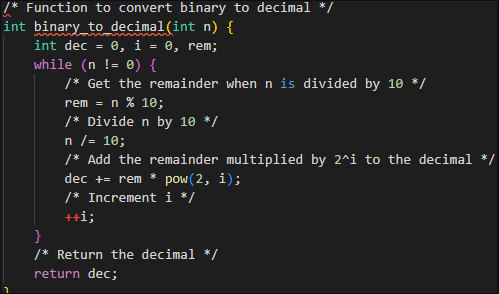 /* Function to convert binary to decimal */
int binary_to_decimal(int n) {
    int dec = 0, i = 0, rem;
    while (n != 0) {
        /* Get the remainder when n is divided by 10 */
        rem = n % 10;
        /* Divide n by 10 */
        n /= 10;
        /* Add the remainder multiplied by 2^i to the decimal */
        dec += rem * pow(2, i);
        /* Increment i */
        ++i;
    }
    /* Return the decimal */
    return dec;
}